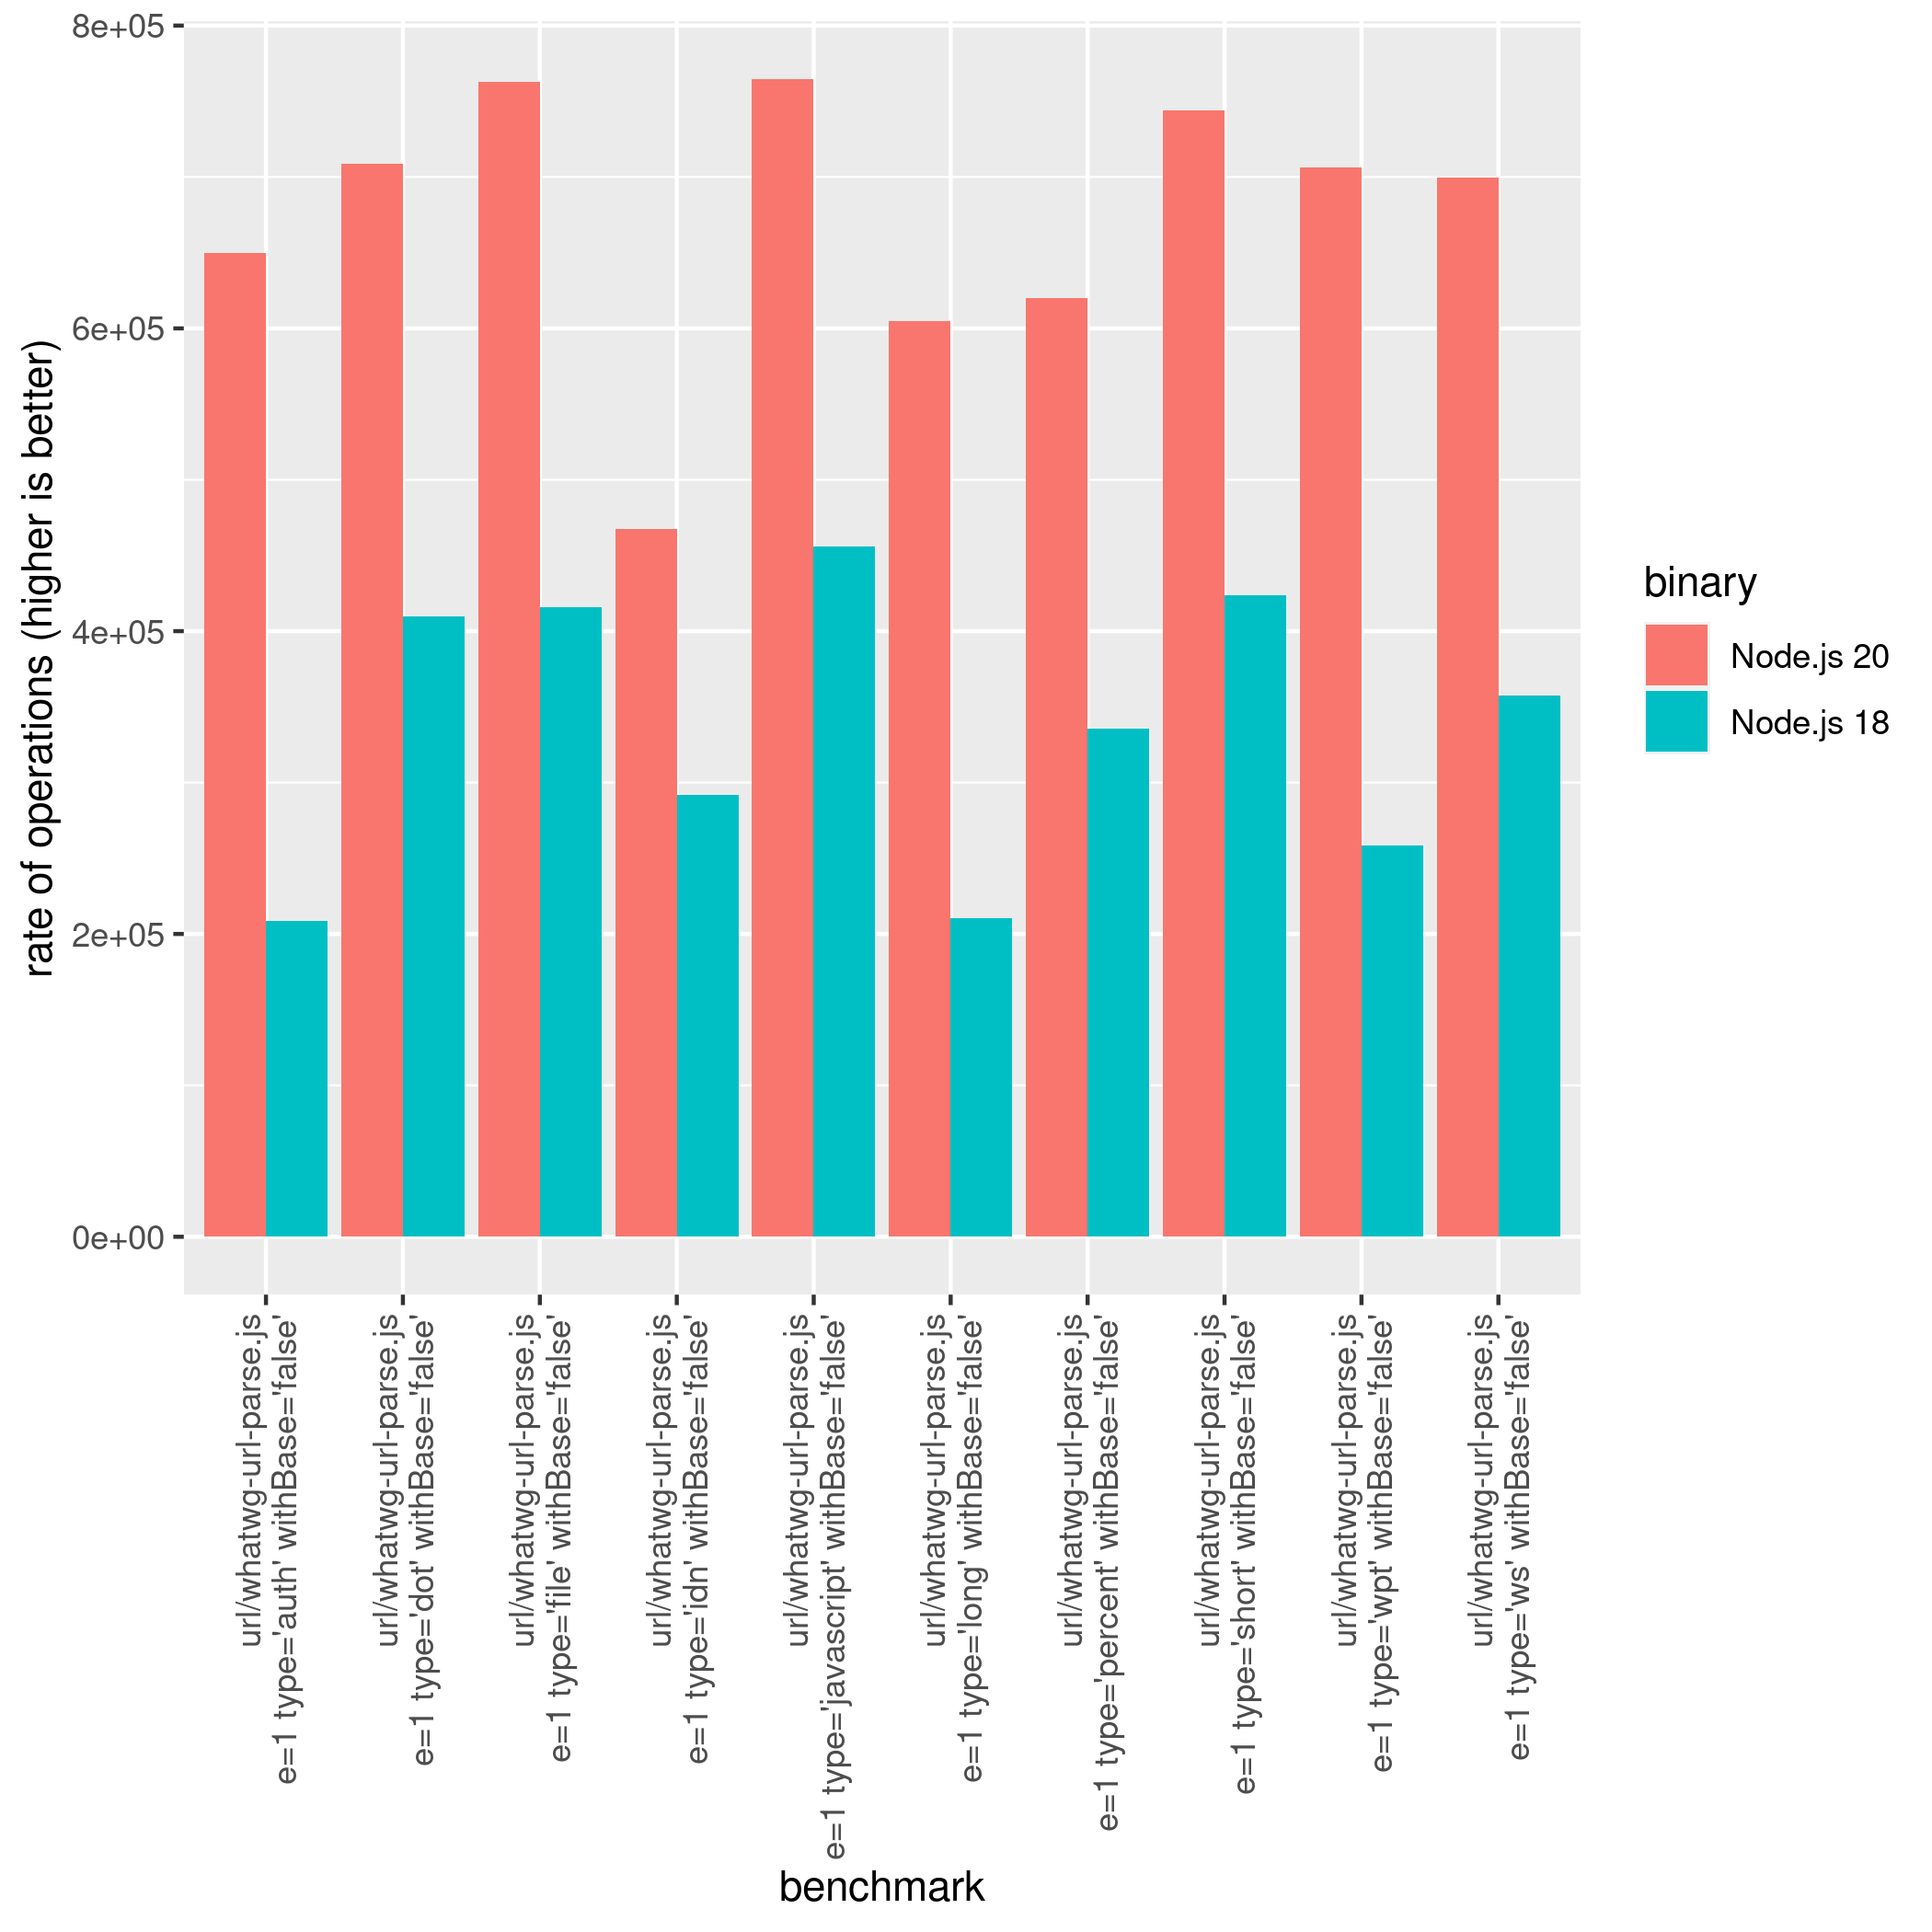 8e+05
6e+05
4e+05
2e+05
0e+00
rate of operations (higher is better)
url/whatwg-url-parse.js
e=1 type='auth' withBase='false'
url/whatwg-url-parse.js
e=1 type='dot' withBase='false'
url/whatwg-url-parse.js
e=1 type='file' withBase='false'
url/whatwg-url-parse.js
e=1 type='idn' withBase='false'
url/whatwg-url-parse.js
e=1 type='javascript' withBase='false'
url/whatwg-url-parse.js
e=1 type='long' withBase='false'
url/whatwg-url-parse.js
e=1 type='percent' withBase='false'
url/whatwg-url-parse.js
e=1 type='short' withBase='false'
url/whatwg-url-parse.js
e=1 type='wpt' withBase='false'
url/whatwg-url-parse.js
e=1 type='ws' withBase='false'
benchmark
binary
Node.js 20
Node.js 18